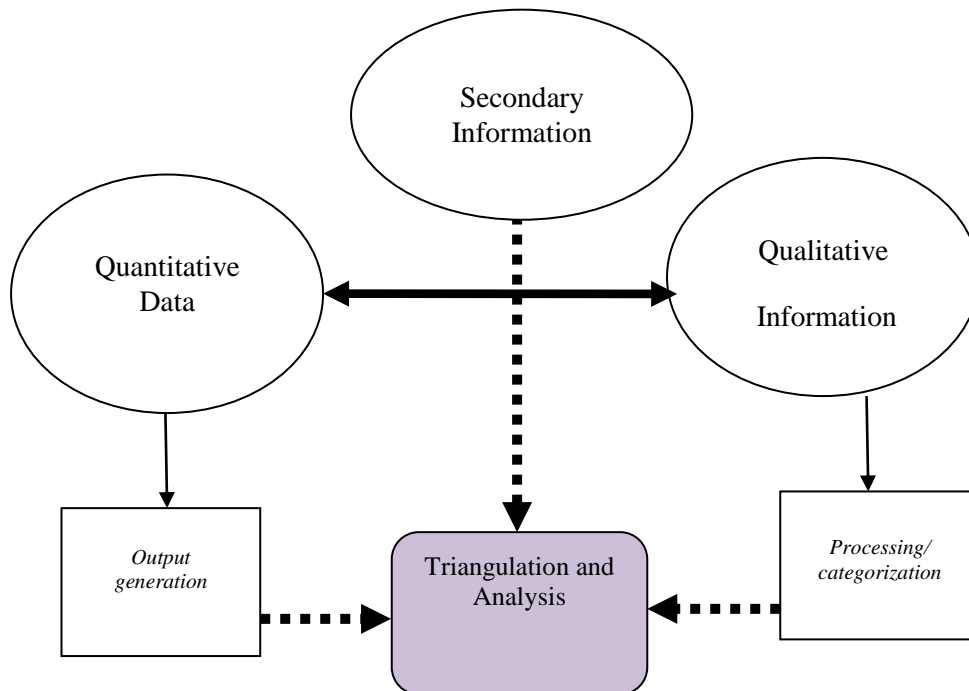 Secondary
Information
Quantitative
Data
Qualitative
Information
Output
generation
Triangulation and
Analysis
Processing/
categorization